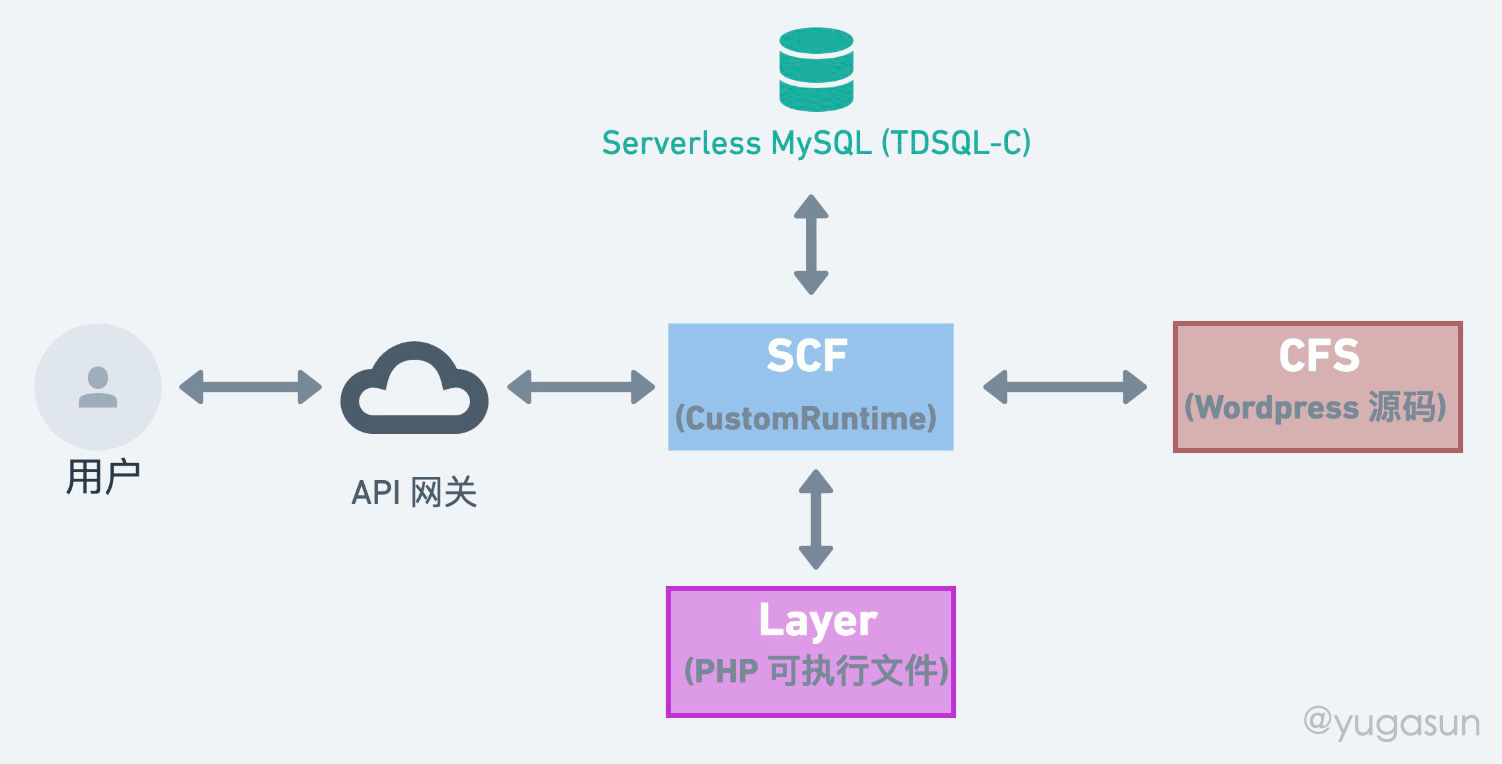 Serverless MySQL (TDSQL-C)
用户
API 网关
SCF
(CustomRuntime)
CFS
(Wordpress 源码)
Layer
(PHP 可执行文件)
@yugasun